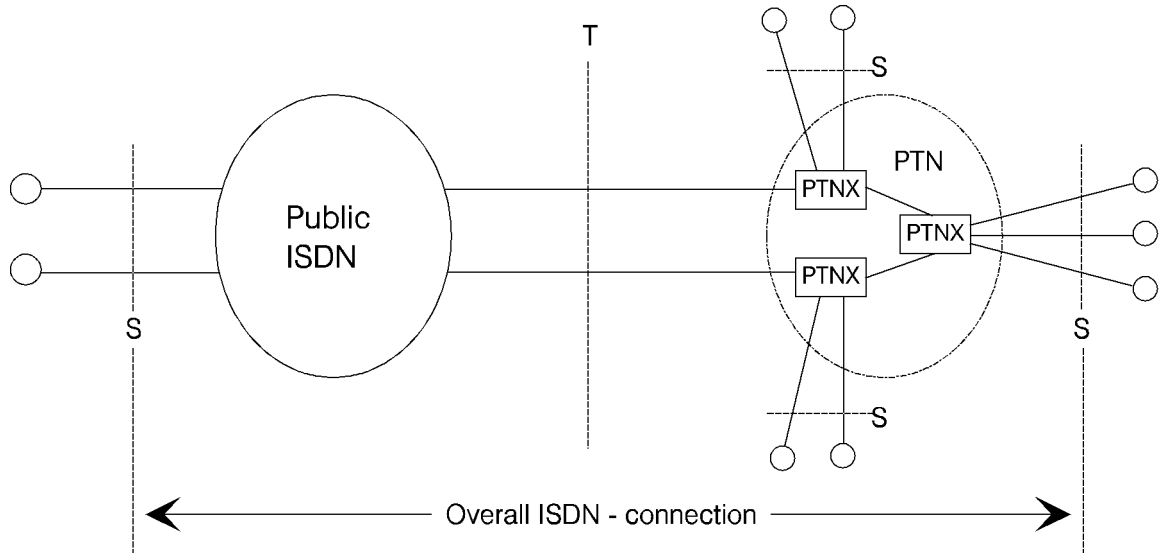 T
S
PTN
PTNX
Public
ISDN
PTNX
PTNX
S
S
S
Overall ISDN - connection